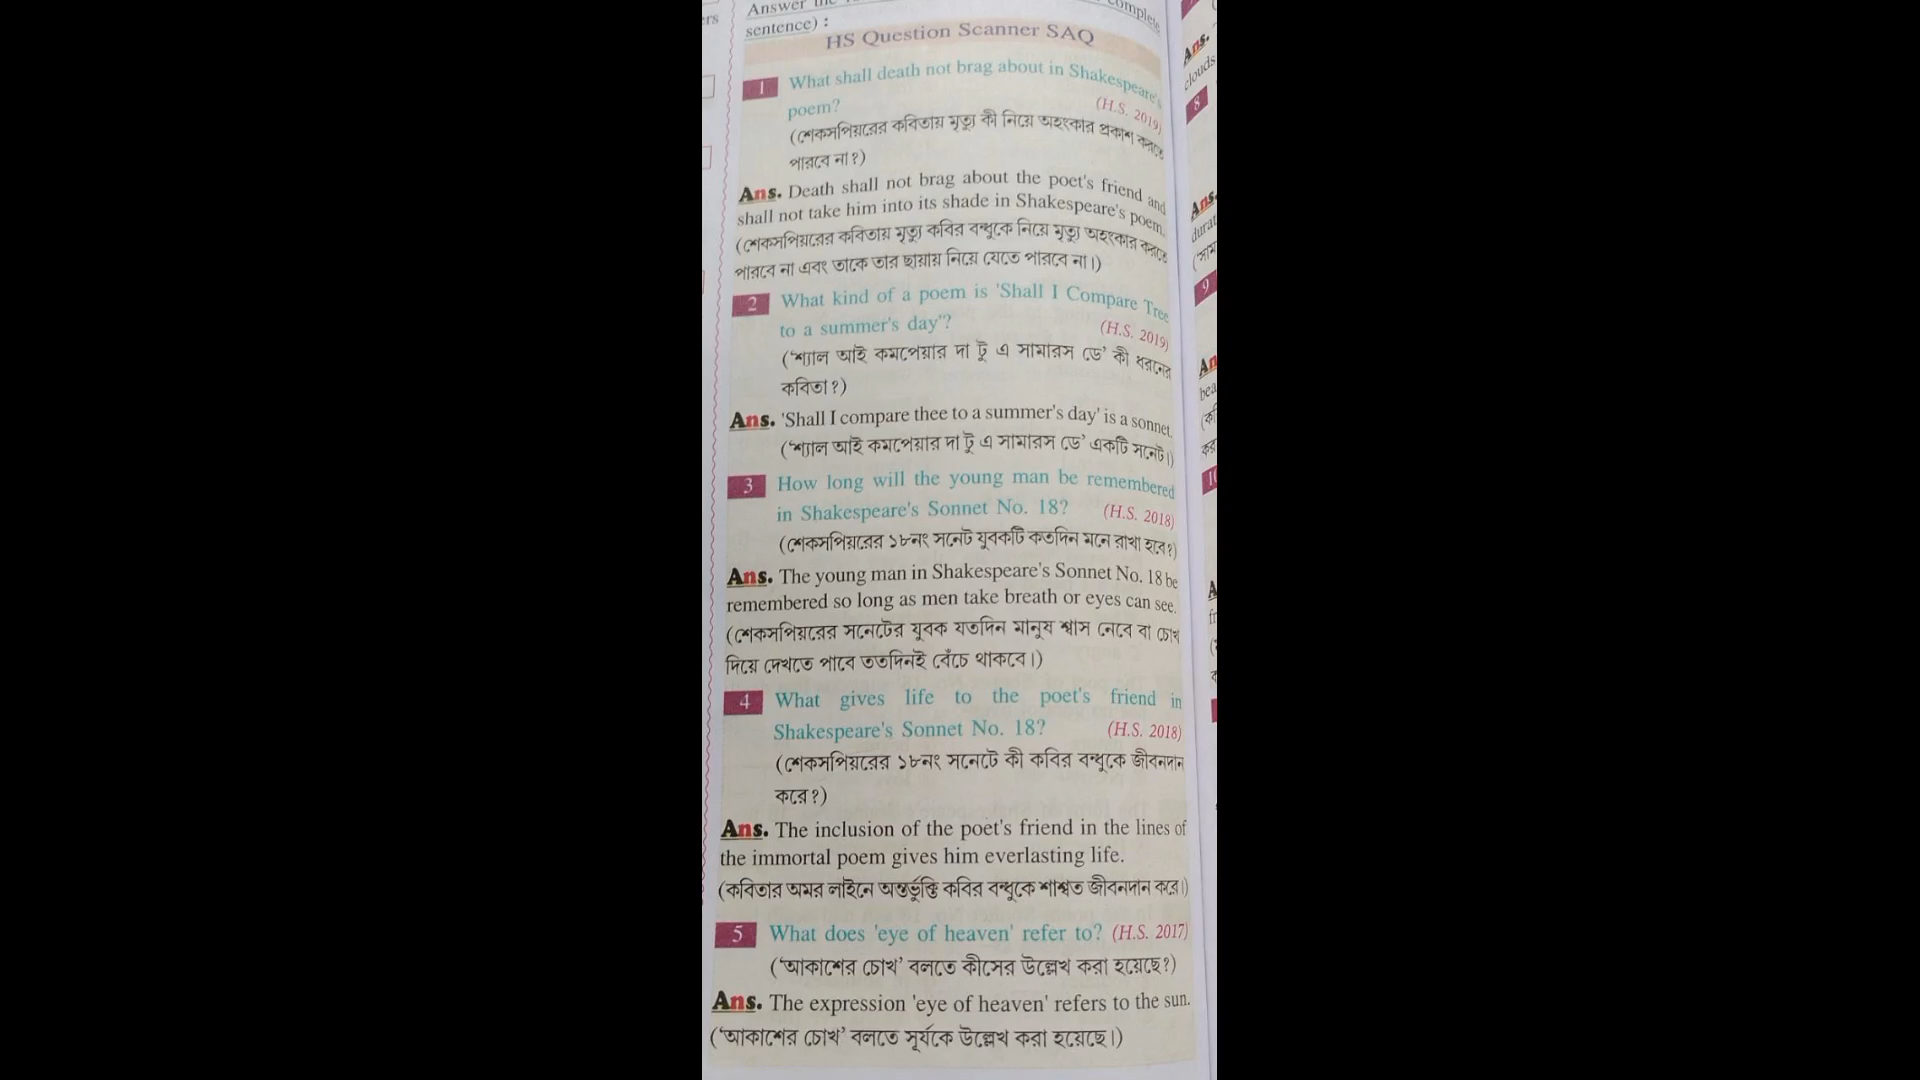 Answer the complete
sentence) :
HS Question Scanner SAQ
1 What shall death not brag about in Shakespeare's
poem? (H.S. 2019)
(শেকসপিয়রের কবিতায় মৃত্যু কী নিয়ে অহংকার প্রকাশ করতে
পারবে না?)
Ans. Death shall not brag about the poet's friend and
shall not take him into its shade in Shakespeare's poem.
(শেকসপিয়রের কবিতায় মৃত্যু কবির বন্ধুকে নিয়ে মৃত্যু অহংকার করতে
পারবে না এবং তাকে তার ছায়ায় নিয়ে যেতে পারবে না।)
2 What kind of a poem is 'Shall I Compare Tree
to a summer's day'? (H.S. 2019)
(‘শ্যাল আই কমপেয়ার দা টু এ সামারস ডে’ কী ধরনের
কবিতা?)
Ans. 'Shall I compare thee to a summer's day' is a sonnet.
(‘শ্যাল আই কমপেয়ার দা টু এ সামারস ডে’ একটি সনেট।)
3 How long will the young man be remembered
in Shakespeare's Sonnet No. 18? (H.S. 2018)
(শেকসপিয়রের ১৮নং সনেট যুবকটি কতদিন মনে রাখা হবে?)
Ans. The young man in Shakespeare's Sonnet No. 18 be
remembered so long as men take breath or eyes can see.
(শেকসপিয়রের সনেটের যুবক যতদিন মানুষ শ্বাস নেবে বা চোখ
দিয়ে দেখতে পাবে ততদিনই বেঁচে থাকবে।)
4 What gives life to the poet's friend in
Shakespeare's Sonnet No. 18? (H.S. 2018)
(শেকসপিয়রের ১৮নং সনেটে কী কবির বন্ধুকে জীবনদান
করে?)
Ans. The inclusion of the poet's friend in the lines of
the immortal poem gives him everlasting life.
(কবিতার অমর লাইনে অন্তর্ভুক্তি কবির বন্ধুকে শাশ্বত জীবনদান করে।)
5 What does 'eye of heaven' refer to? (H.S. 2017)
(‘আকাশের চোখ’ বলতে কীসের উল্লেখ করা হয়েছে?)
Ans. The expression 'eye of heaven' refers to the sun.
(‘আকাশের চোখ’ বলতে সূর্যকে উল্লেখ করা হয়েছে।)
Ans.
clouds
8
Ans.
durat
9
bea